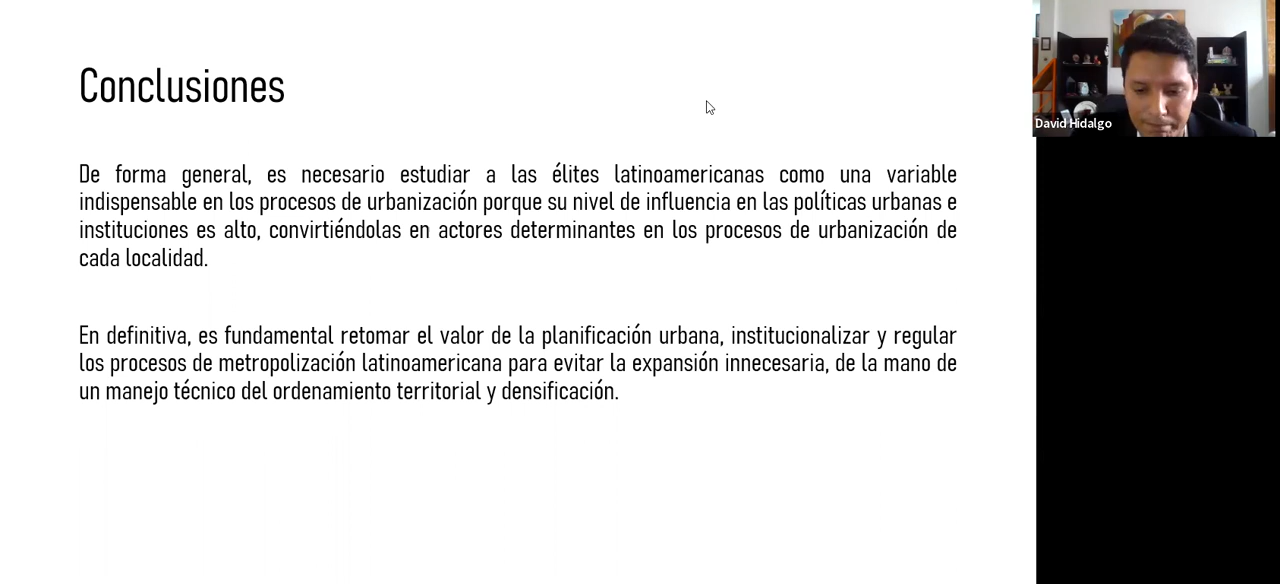 Conclusiones
De forma general, es necesario estudiar a las élites latinoamericanas como una variable
indispensable en los procesos de urbanización porque su nivel de influencia en las políticas urbanas e
instituciones es alto, convirtiéndolas en actores determinantes en los procesos de urbanización de
cada localidad.
En definitiva, es fundamental retomar el valor de la planificación urbana, institucionalizar y regular
los procesos de metropolización latinoamericana para evitar la expansión innecesaria, de la mano de
un manejo técnico del ordenamiento territorial y densificación.
David Hidalgo